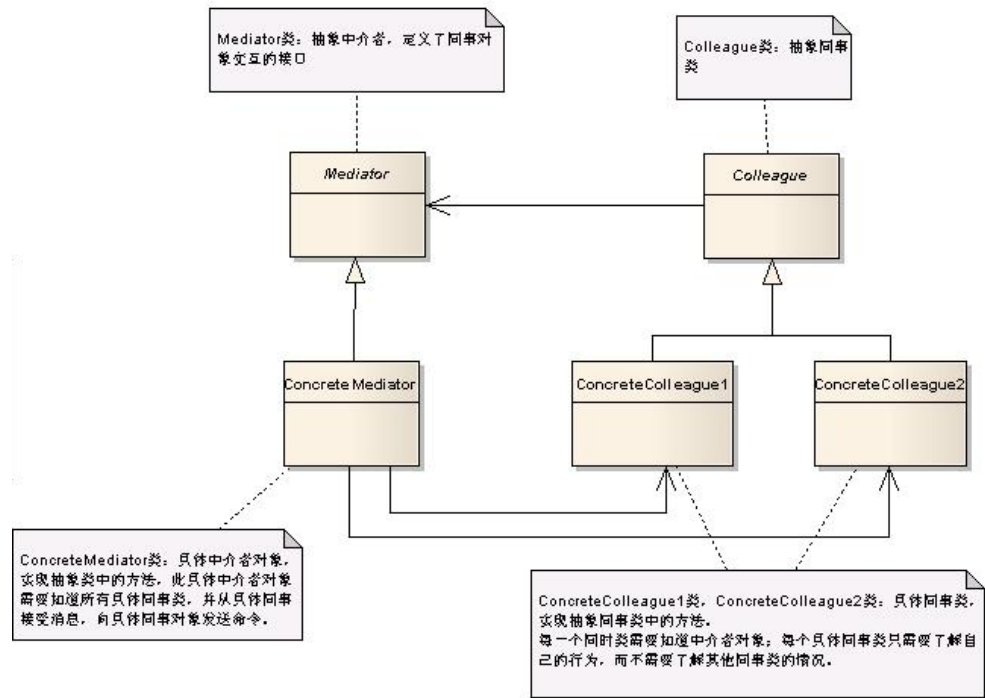 Mediator类：抽象中介者，定义了同事对
象交互的接口
Colleague类：抽象同事
类
Mediator
Colleague
Concrete Mediator
ConcreteColleague1
ConcreteColleague2
ConcreteMediator类：具体中介者对象，
实现抽象类中的方法，此具体中介者对象
需要知道所有具体同事类，并从具体同事
接受消息，向具体同事对象发送命令。
ConcreteColleague1类，ConcreteColleague2类：具体同事类，
实现抽象同事类中的方法。
每一个同时类需要知道中介者对象；每个具体同事类只需要了解自
己的行为，而不需要了解其他同事类的情况。